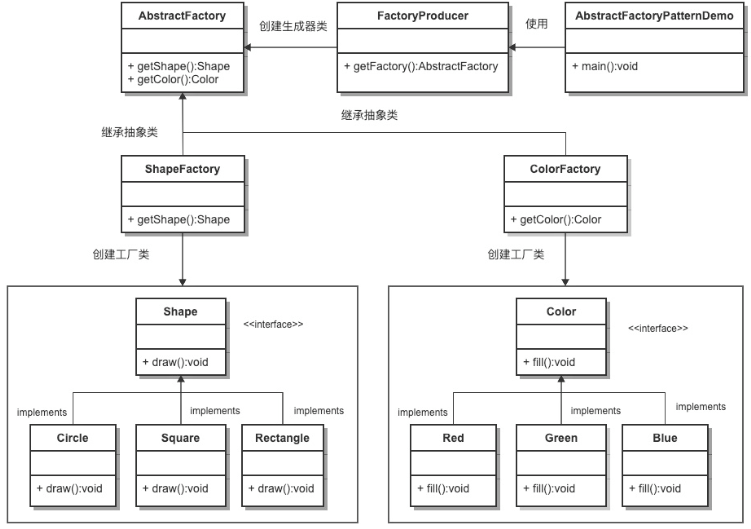 AbstractFactory
+ getShape():Shape
+ getColor():Color
创建生成器类
FactoryProducer
+ getFactory():AbstractFactory
使用
AbstractFactoryPatternDemo
+ main():void
继承抽象类
继承抽象类
ShapeFactory
+ getShape():Shape
ColorFactory
+ getColor():Color
创建工厂类
创建工厂类
Shape
+ draw():void
<<interface>>
Color
+ fill():void
<<interface>>
implements
implements
implements
implements
implements
implements
Circle
+ draw():void
Square
+ draw():void
Rectangle
+ draw():void
Red
+ fill():void
Green
+ fill():void
Blue
+ fill():void